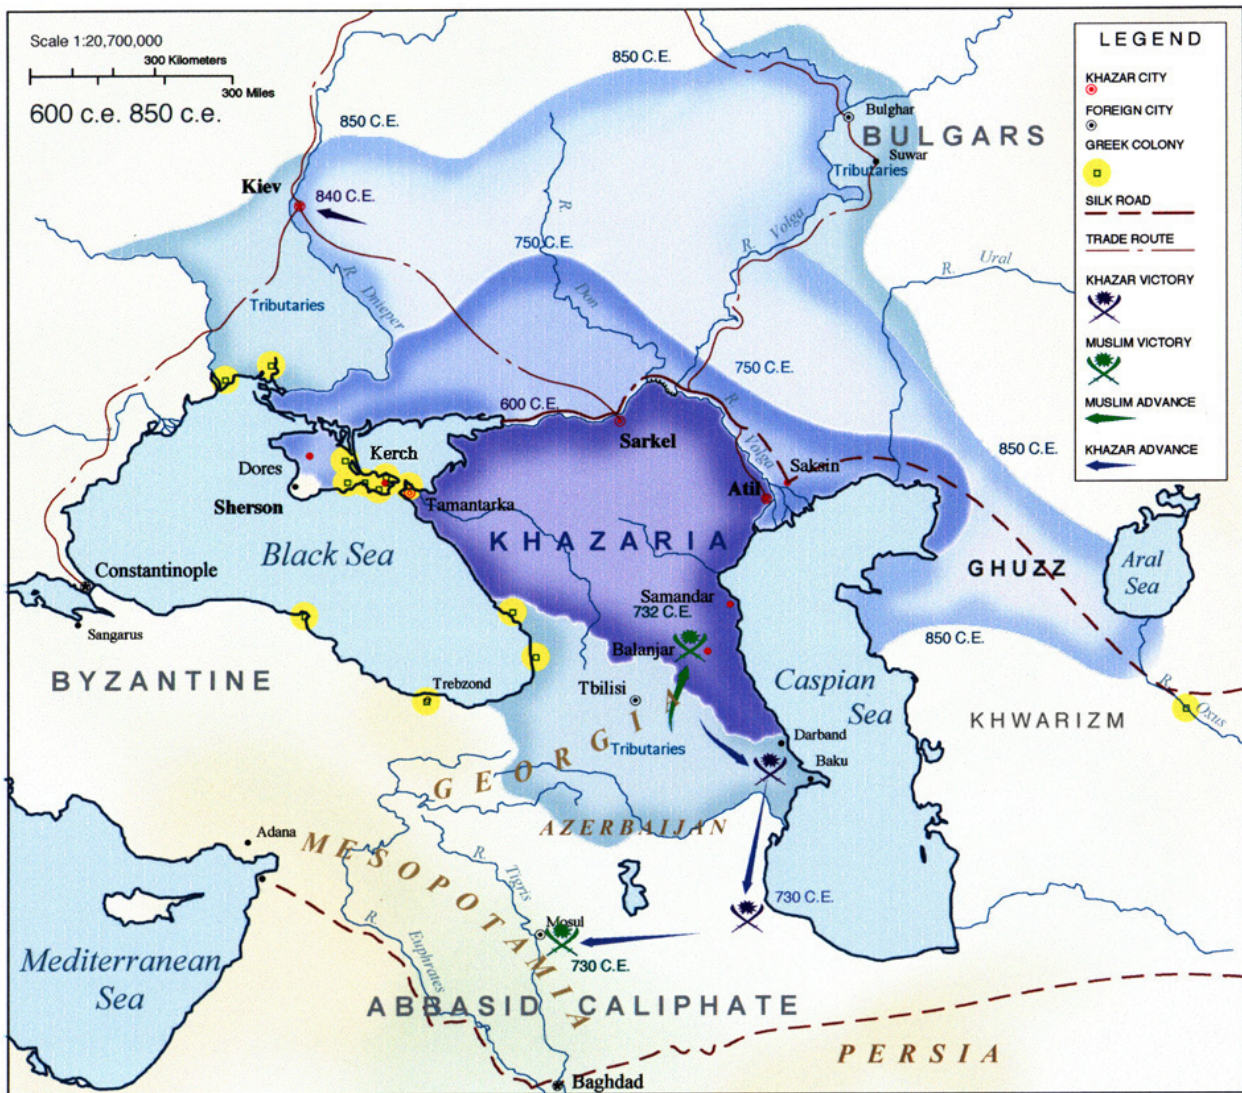 Scale 1:20,700,000
300 Kilometers
300 Miles
600 c.e. 850 c.e.
LEGEND
KHAZAR CITY
FOREIGN CITY
GREEK COLONY
SILK ROAD
TRADE ROUTE
KHAZAR VICTORY
MUSLIM VICTORY
MUSLIM ADVANCE
KHAZAR ADVANCE
850 C.E.
850 C.E.
Bulghar
BULGARS
Suwar
Tributaries
Kiev
840 C.E.
R. Volga
R. Ural
750 C.E.
R. Don
R. Dnieper
Tributaries
750 C.E.
600 C.E.
Sarkel
R. Volga
Saksin
850 C.E.
Atil
Kerch
Dores
Sherson
Tamantarka
Black Sea
KHAZARIA
GHUZZ
Aral
Sea
Constantinople
Sangarus
Samandar
732 C.E.
Balanjar
850 C.E.
BYZANTINE
Trebzond
Tbilisi
Caspian
Sea
R. Oxus
KHWARIZM
GEORGIA
Tributaries
Darband
Baku
AZERBAIJAN
Adana
MESOPOTAMIA
R. Tigris
730 C.E.
Mosul
730 C.E.
R. Euphrates
Mediterranean
Sea
ABBASID CALIPHATE
PERSIA
Baghdad